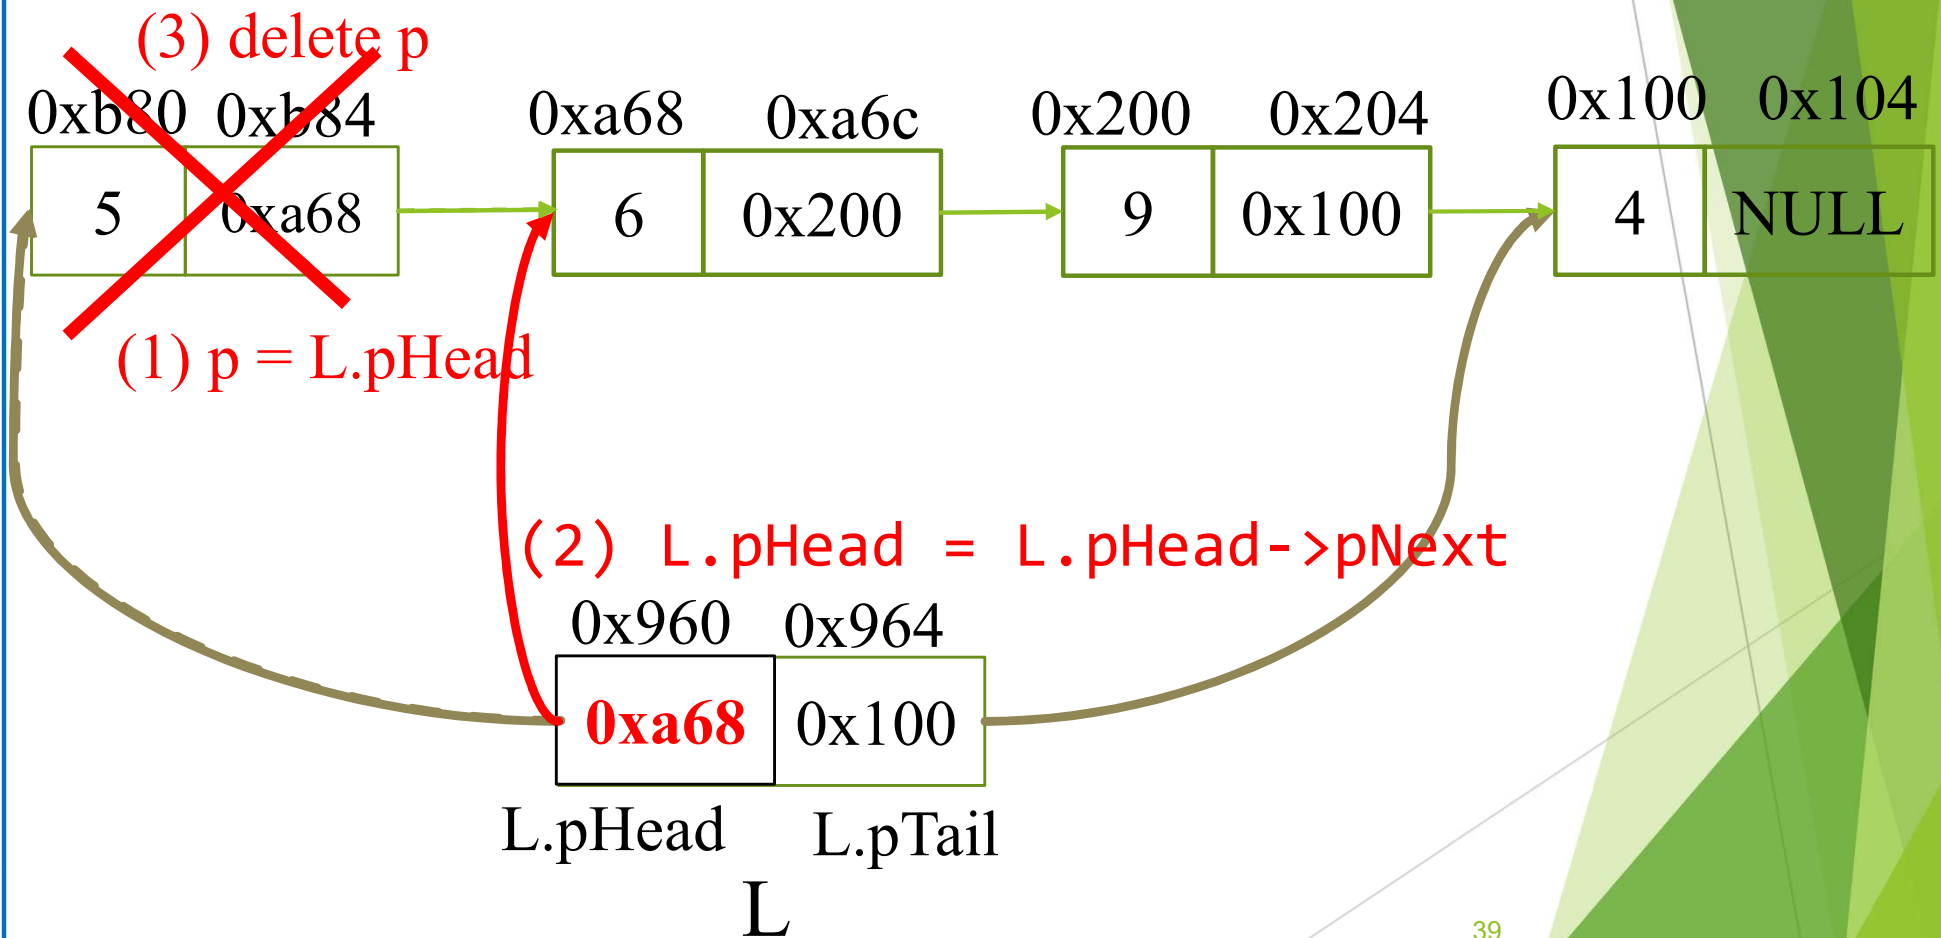 (3) delete p
0xb80 0xb84 0xa68 0xa6c 0x200 0x204 0x100 0x104
5 0xa68 6 0x200 9 0x100 4 NULL
(1) p = L.pHead
(2) L.pHead = L.pHead->pNext
0x960 0x964
0xa68 0x100
L.pHead L.pTail
L
39